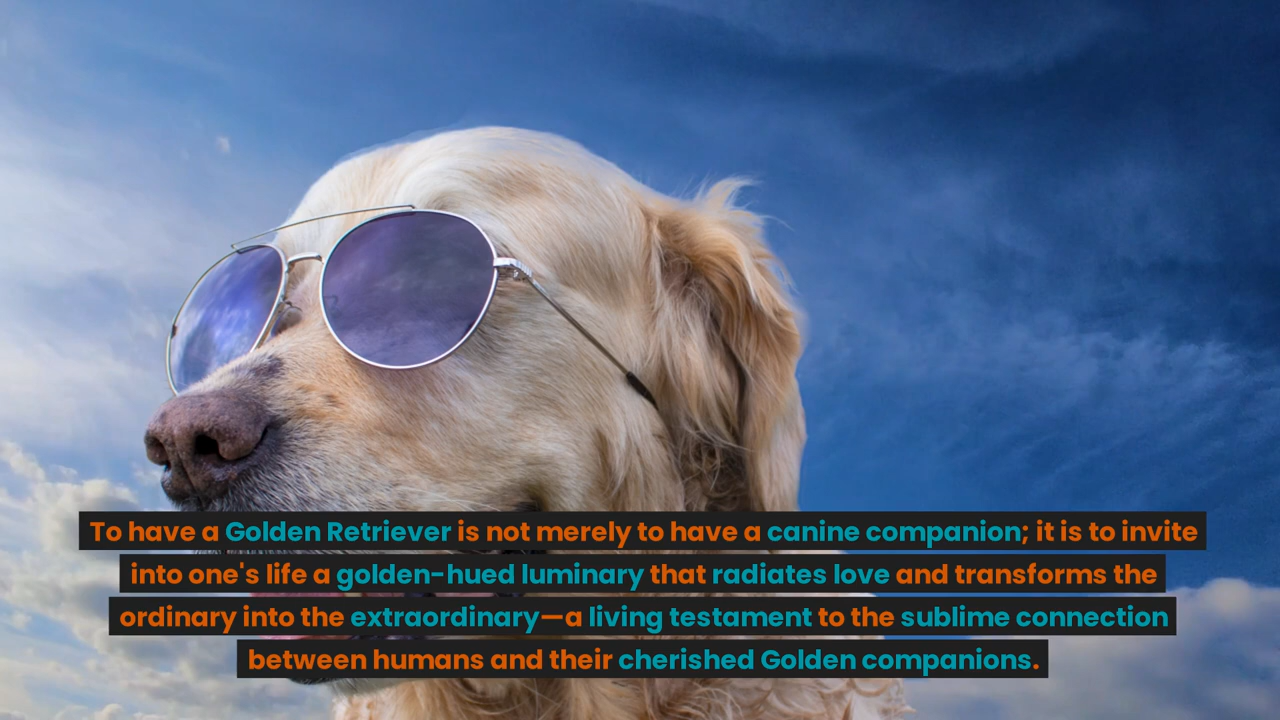 To have a Golden Retriever is not merely to have a canine companion; it is to invite
into one's life a golden-hued luminary that radiates love and transforms the
ordinary into the extraordinary—a living testament to the sublime connection
between humans and their cherished Golden companions.